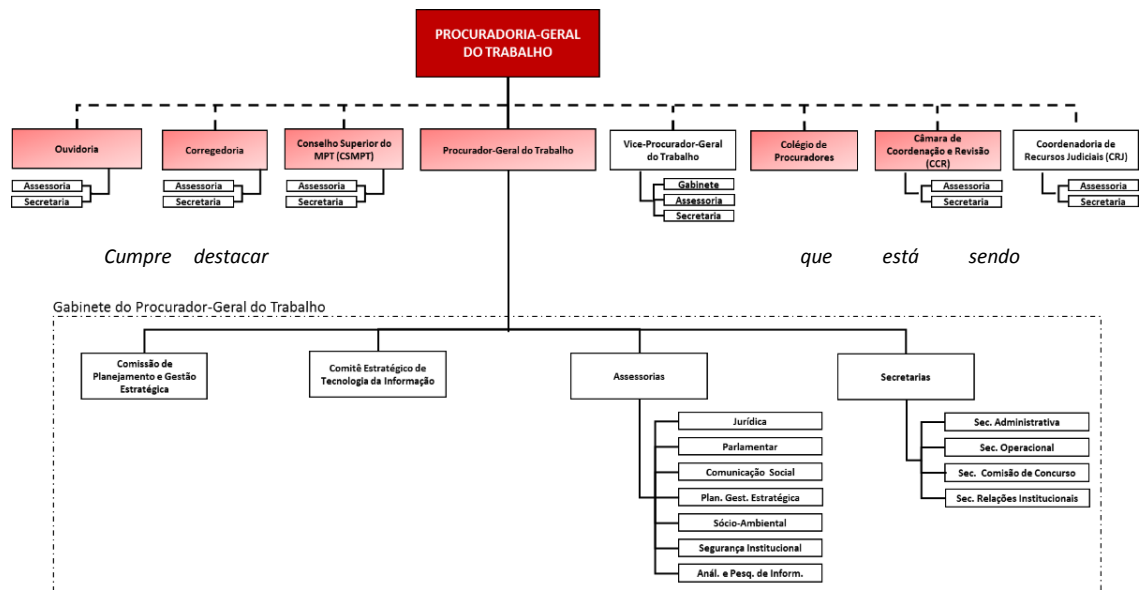 PROCURADORIA-GERAL
DO TRABALHO
Ouvidoria
Assessoria
Secretaria
Corregedoria
Assessoria
Secretaria
Conselho Superior do
MPT (CSMPT)
Assessoria
Secretaria
Procurador-Geral do Trabalho
Vice-Procurador-Geral
do Trabalho
Gabinete
Assessoria
Secretaria
Colégio de
Procuradores
Câmara de
Coordenação e Revisão
(CCR)
Assessoria
Secretaria
Coordenadoria de
Recursos Judiciais (CRJ)
Assessoria
Secretaria
Cumpre destacar que está sendo
Gabinete do Procurador-Geral do Trabalho
Comissão de
Planejamento e Gestão
Estratégica
Comitê Estratégico de
Tecnologia da Informação
Assessorias
Jurídica
Parlamentar
Comunicação Social
Plan. Gest. Estratégica
Sócio-Ambiental
Segurança Institucional
Anál. e Pesq. de Inform.
Secretarias
Sec. Administrativa
Sec. Operacional
Sec. Comisão de Concurso
Sec. Relações Institucionais